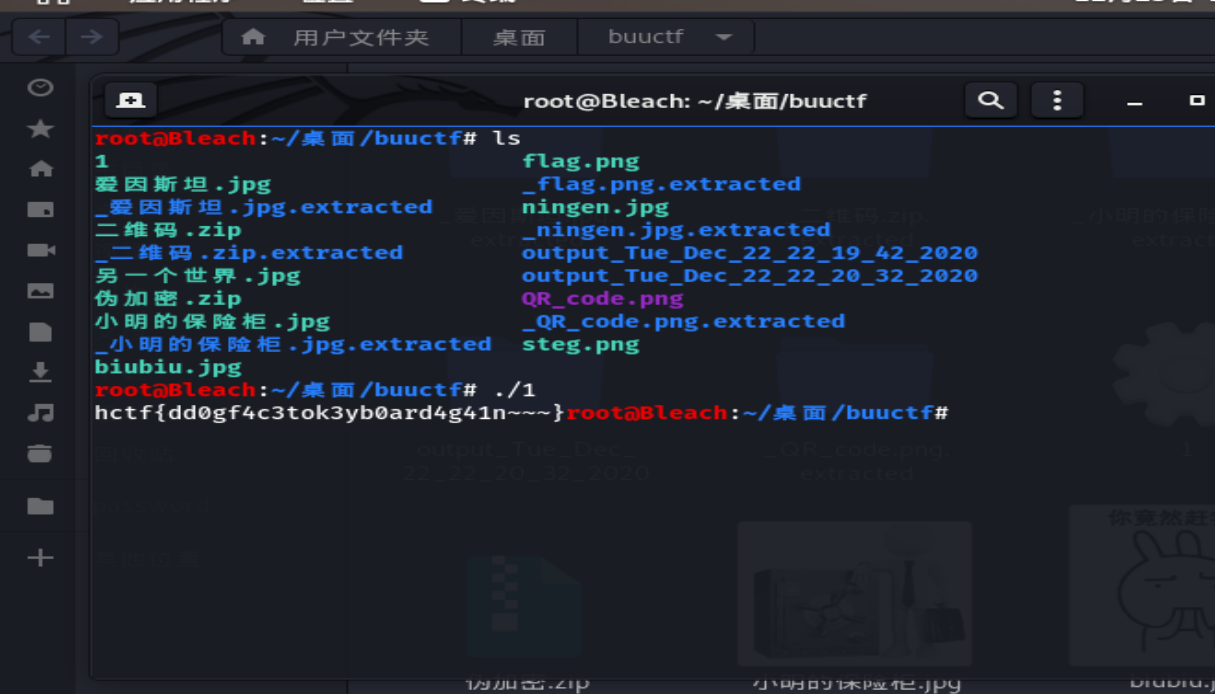 用户文件夹 桌面 buuctf
root@Bleach: ~/桌面/buuctf
root@Bleach:~/桌面/buuctf# ls
1 flag.png
爱因斯坦.jpg _flag.png.extracted
_爱因斯坦.jpg.extracted ningen.jpg
二维码.zip _ningen.jpg.extracted
_二维码.zip.extracted output_Tue_Dec_22_22_19_42_2020
另一个世界.jpg output_Tue_Dec_22_22_20_32_2020
伪加密.zip QR_code.png
小明的保险柜.jpg _QR_code.png.extracted
_小明的保险柜.jpg.extracted steg.png
biubiu.jpg
root@Bleach:~/桌面/buuctf# ./1
hctf{dd0gf4c3tok3yb0ard4g41n~~~}root@Bleach:~/桌面/buuctf#
output_Tue_Dec_ _QR_code.png. 1
22_22_20_32_2020 extracted
password
你竟然赶
伪加密.zip 小明的保险柜.jpg biubiu.j